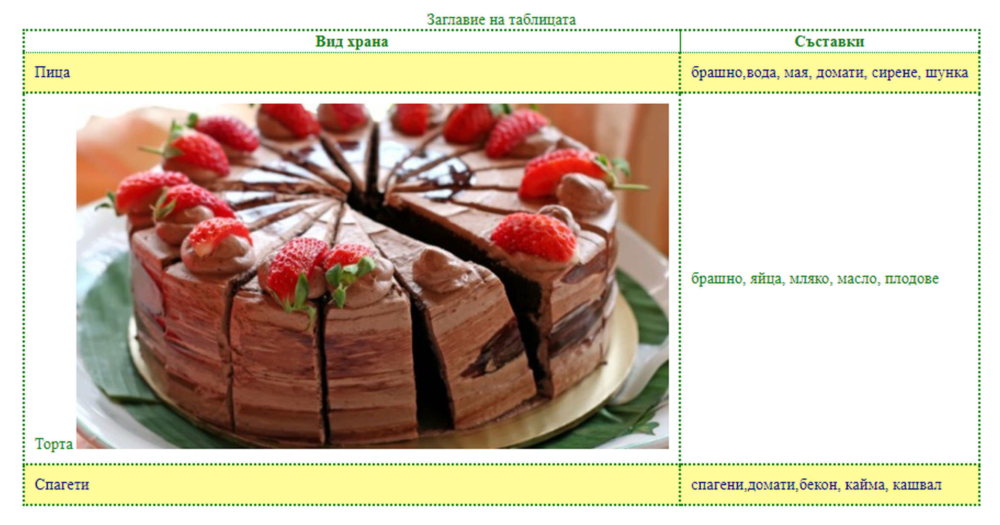 Заглавие на таблицата
Вид храна Съставки
Пица брашно,вода, мая, домати, сирене, шунка
Торта брашно, яйца, мляко, масло, плодове
Спагети спагени,домати,бекон, кайма, кашвал